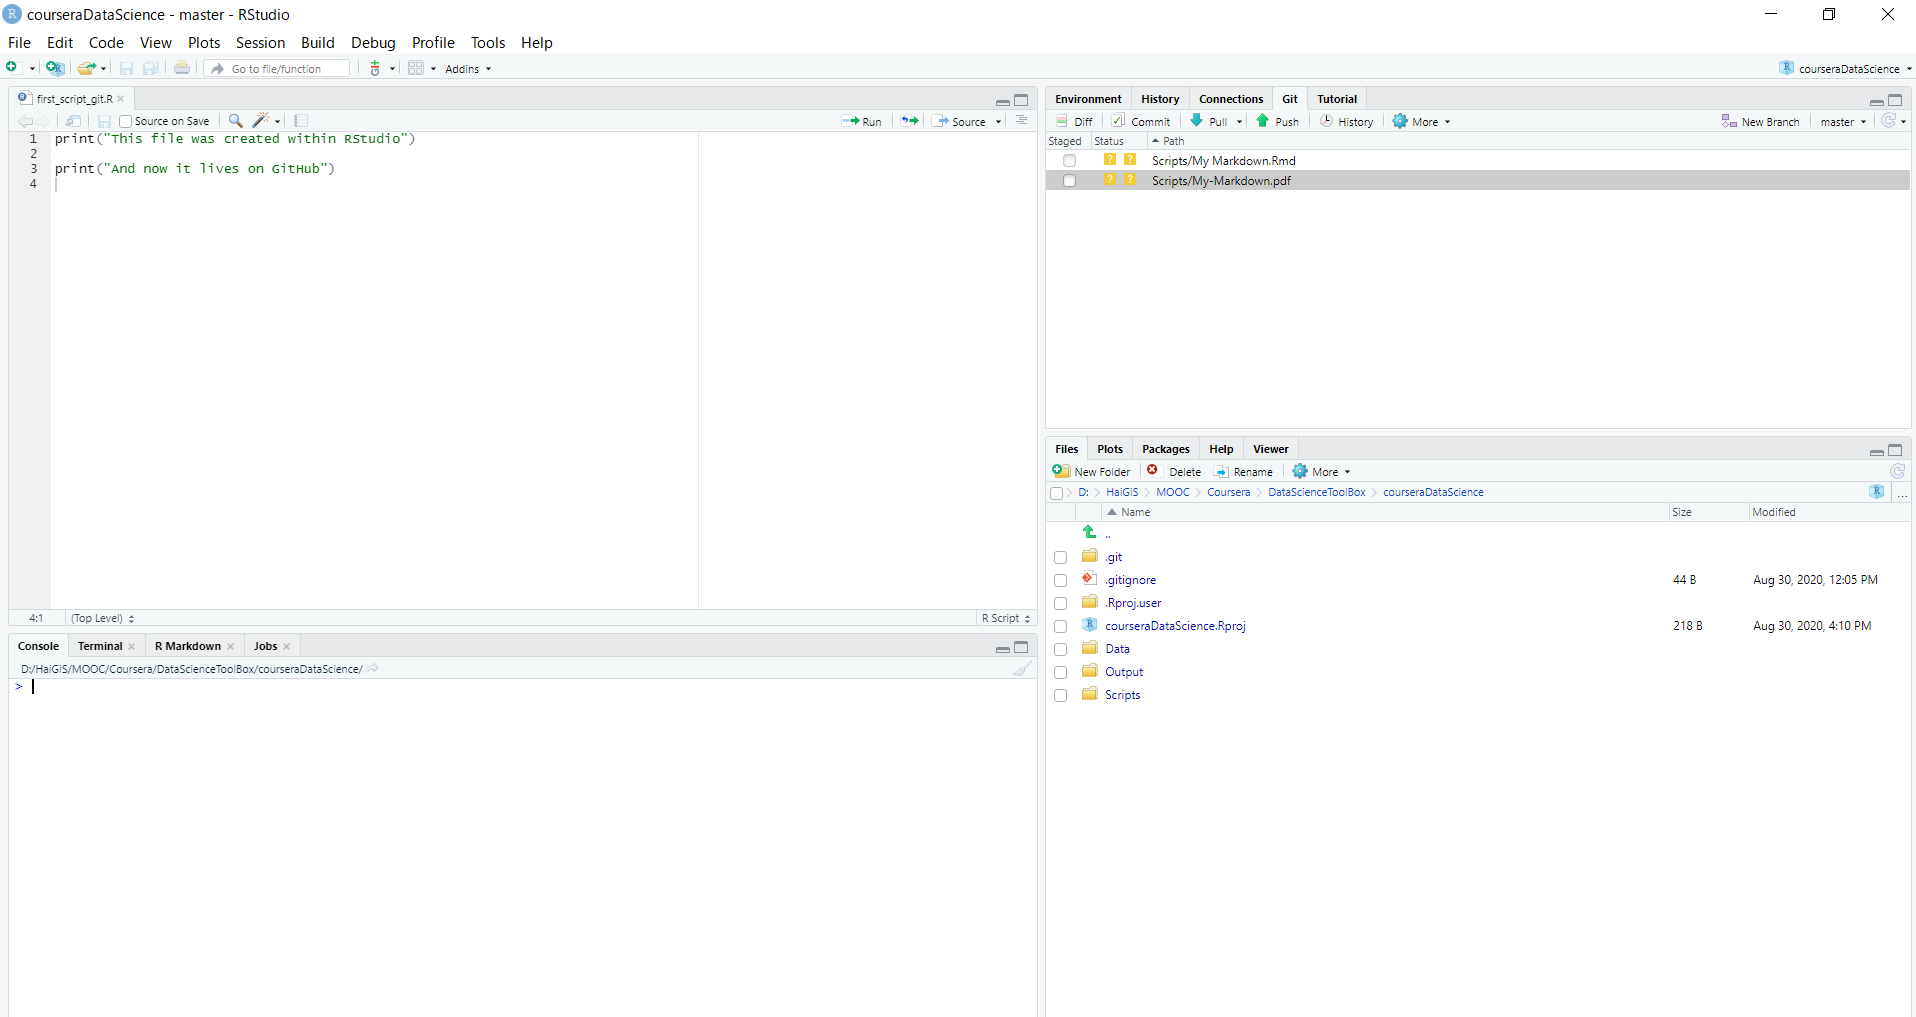 courseraDataScience - master - RStudio
File Edit Code View Plots Session Build Debug Profile Tools Help
Go to file/function Addins courseraDataScience
first_script_git.R
Source on Save Run Source
1 print("This file was created within RStudio")
2
3 print("And now it lives on GitHub")
4
4:1 (Top Level) R Script
Console Terminal R Markdown Jobs
D:/HaiGiS/MOOC/Coursera/DataScienceToolBox/courseraDataScience/
>
Environment History Connections Git Tutorial
Diff Commit Pull Push History More New Branch master
Staged Status Path
? ? Scripts/My Markdown.Rmd
? ? Scripts/My-Markdown.pdf
Files Plots Packages Help Viewer
New Folder Delete Rename More
D: HaiGiS MOOC Coursera DataScienceToolBox courseraDataScience ...
Name Size Modified
..
.git
.gitignore 44 B Aug 30, 2020, 12:05 PM
.Rproj.user
courseraDataScience.Rproj 218 B Aug 30, 2020, 4:10 PM
Data
Output
Scripts